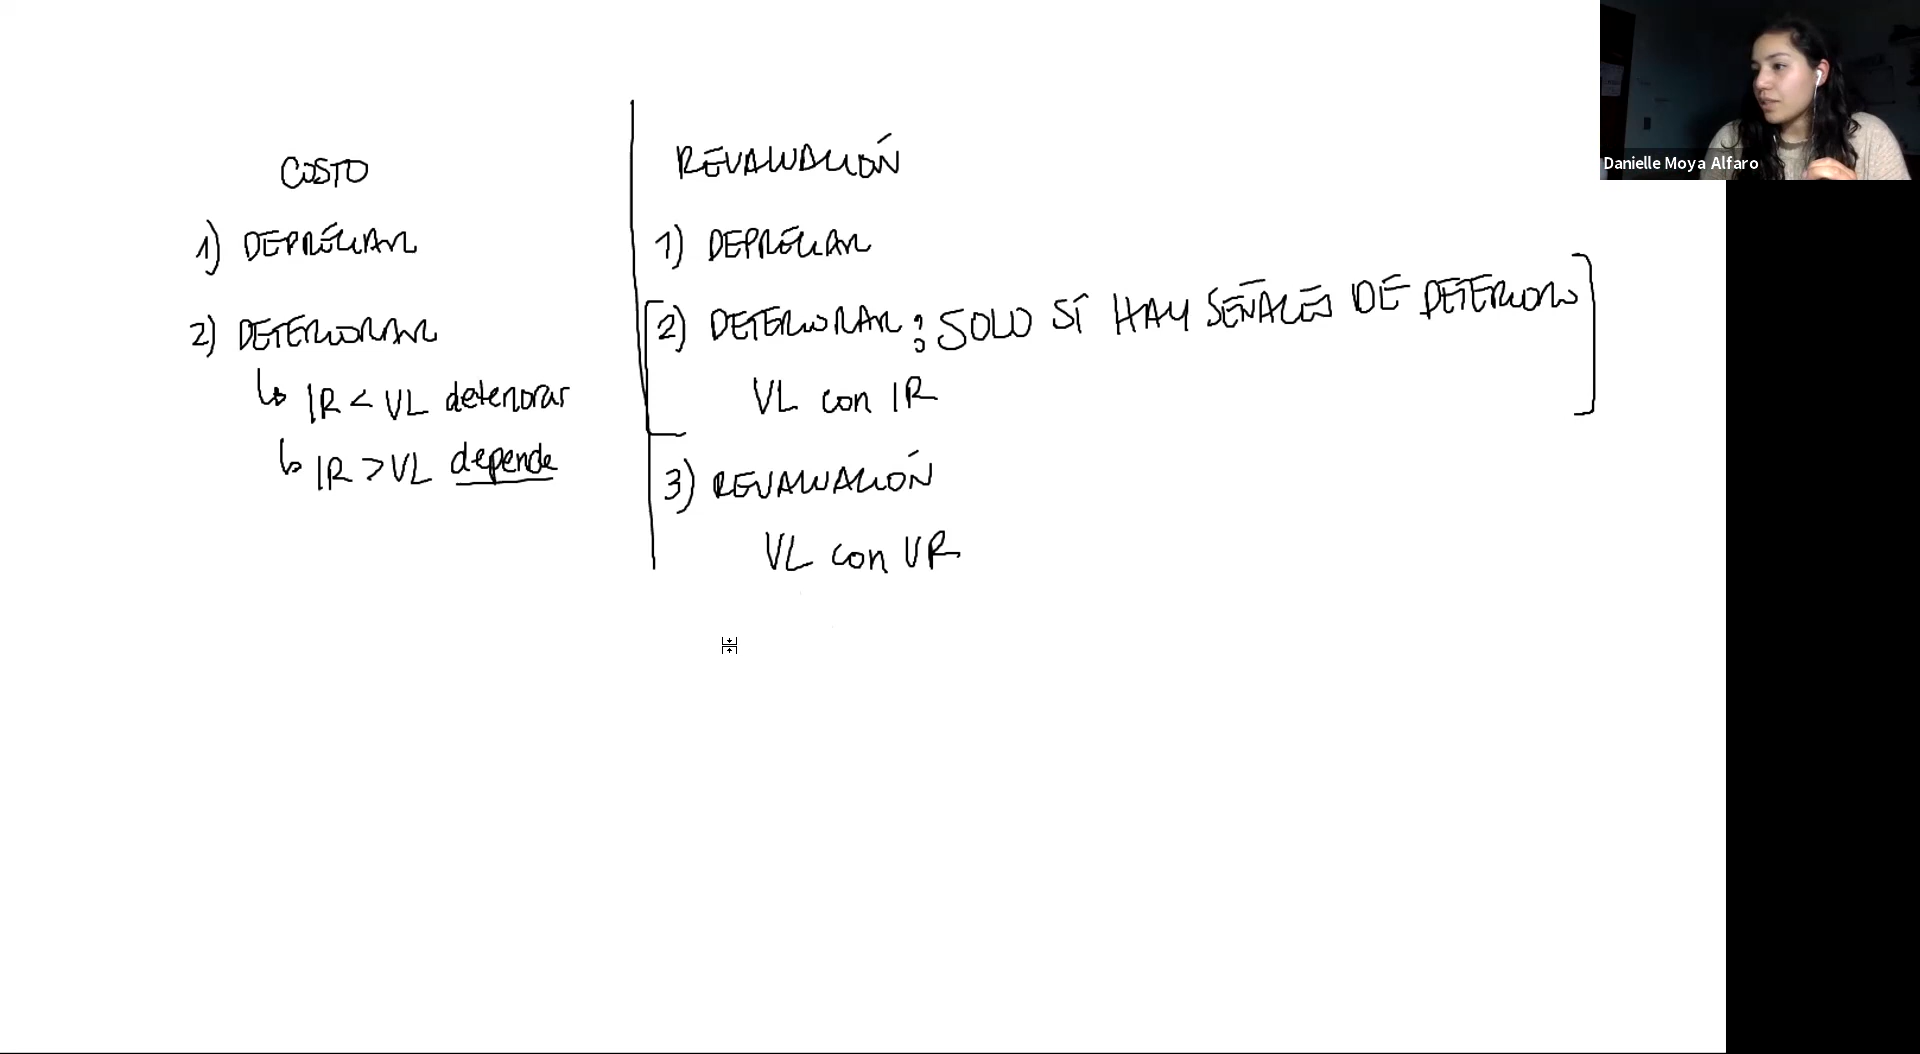 COSTO
1) DEPRECIAR
2) DETERIORAR
↳ IR < VL deteriorar
↳ IR > VL depende
REVALUACIÓN
1) DEPRECIAR
2) DETERIORAR: SOLO SÍ HAY SEÑALES DE DETERIORO
VL con IR
3) REVALUACIÓN
VL con VR
Danielle Moya Alfaro